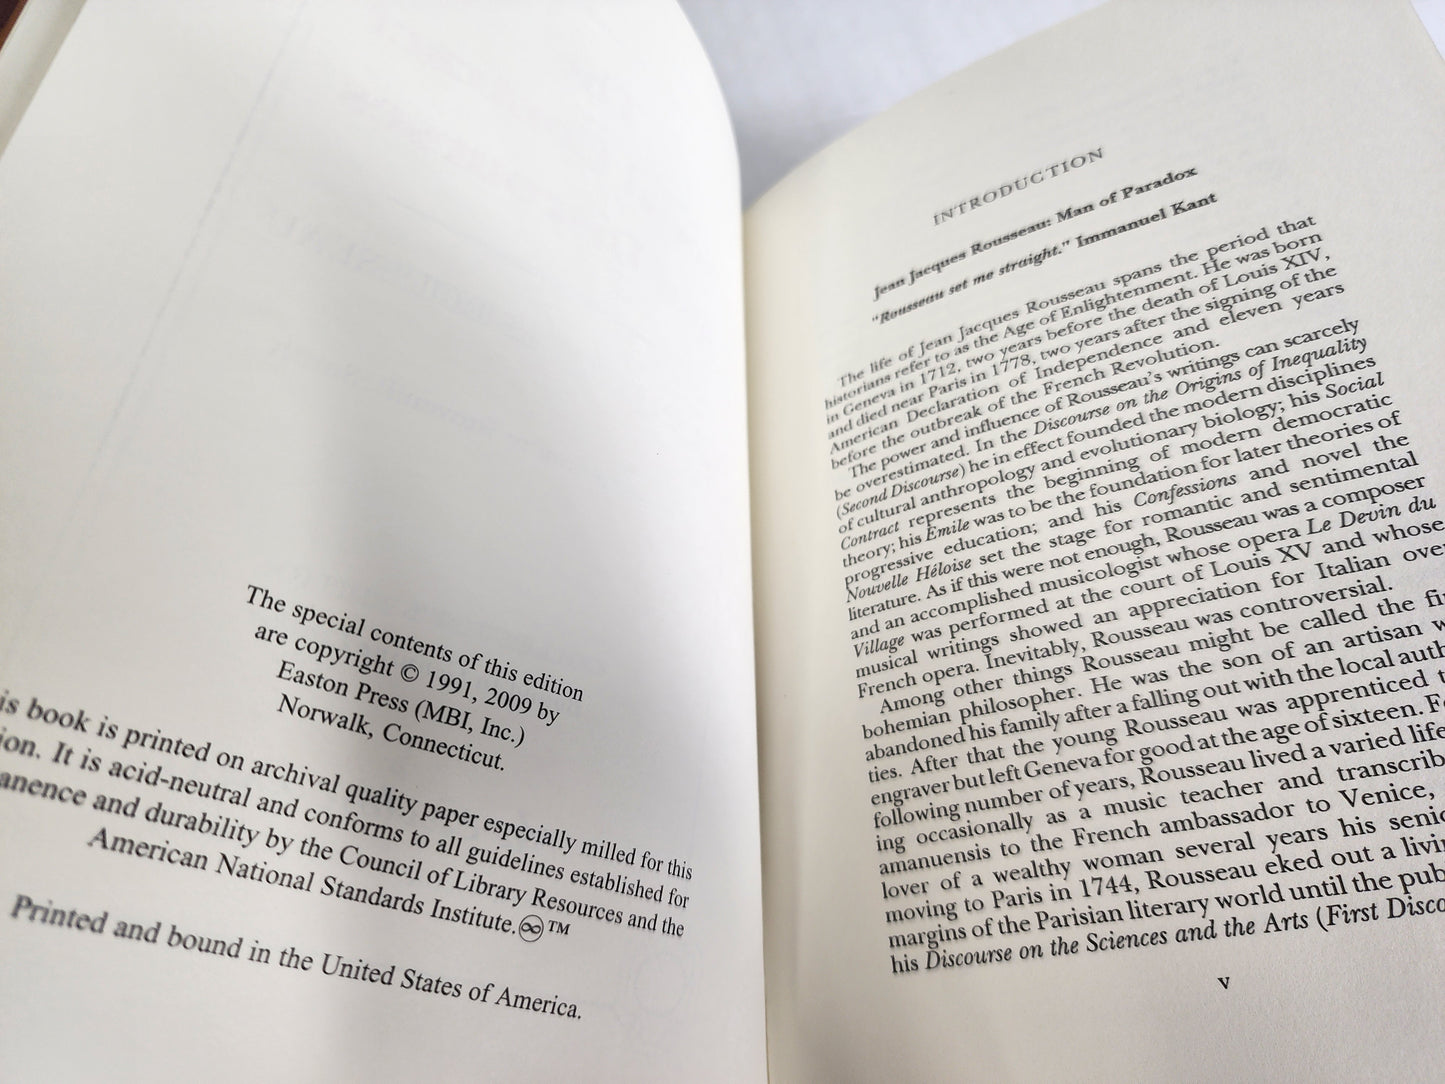 The special contents of this edition
are copyright © 1991, 2009 by
Easton Press (MBI, Inc.)
Norwalk, Connecticut.
is book is printed on archival quality paper especially milled for this
ion. It is acid-neutral and conforms to all guidelines established for
anence and durability by the Council of Library Resources and the
American National Standards Institute.♾™
Printed and bound in the United States of America.
INTRODUCTION
Jean Jacques Rousseau: Man of Paradox
"Rousseau set me straight." Immanuel Kant
The life of Jean Jacques Rousseau spans the period that
historians refer to as the Age of Enlightenment. He was born
in Geneva in 1712, two years before the death of Louis XIV,
and died near Paris in 1778, two years after the signing of the
American Declaration of Independence and eleven years
before the outbreak of the French Revolution.
The power and influence of Rousseau's writings can scarcely
be overestimated. In the Discourse on the Origins of Inequality
(Second Discourse) he in effect founded the modern disciplines
of cultural anthropology and evolutionary biology; his Social
Contract represents the beginning of modern democratic
theory; his Emile was to be the foundation for later theories of
progressive education; and his Confessions and novel the
Nouvelle Héloise set the stage for romantic and sentimental
literature. As if this were not enough, Rousseau was a composer
and an accomplished musicologist whose opera Le Devin du
Village was performed at the court of Louis XV and whose
musical writings showed an appreciation for Italian over
French opera. Inevitably, Rousseau was controversial.
Among other things Rousseau might be called the fir
bohemian philosopher. He was the son of an artisan w
abandoned his family after a falling out with the local auth
ties. After that the young Rousseau was apprenticed t
engraver but left Geneva for good at the age of sixteen. F
following number of years, Rousseau lived a varied life
ing occasionally as a music teacher and transcrib
amanuensis to the French ambassador to Venice,
lover of a wealthy woman several years his senio
moving to Paris in 1744, Rousseau eked out a livi
margins of the Parisian literary world until the pub
his Discourse on the Sciences and the Arts (First Disco
v